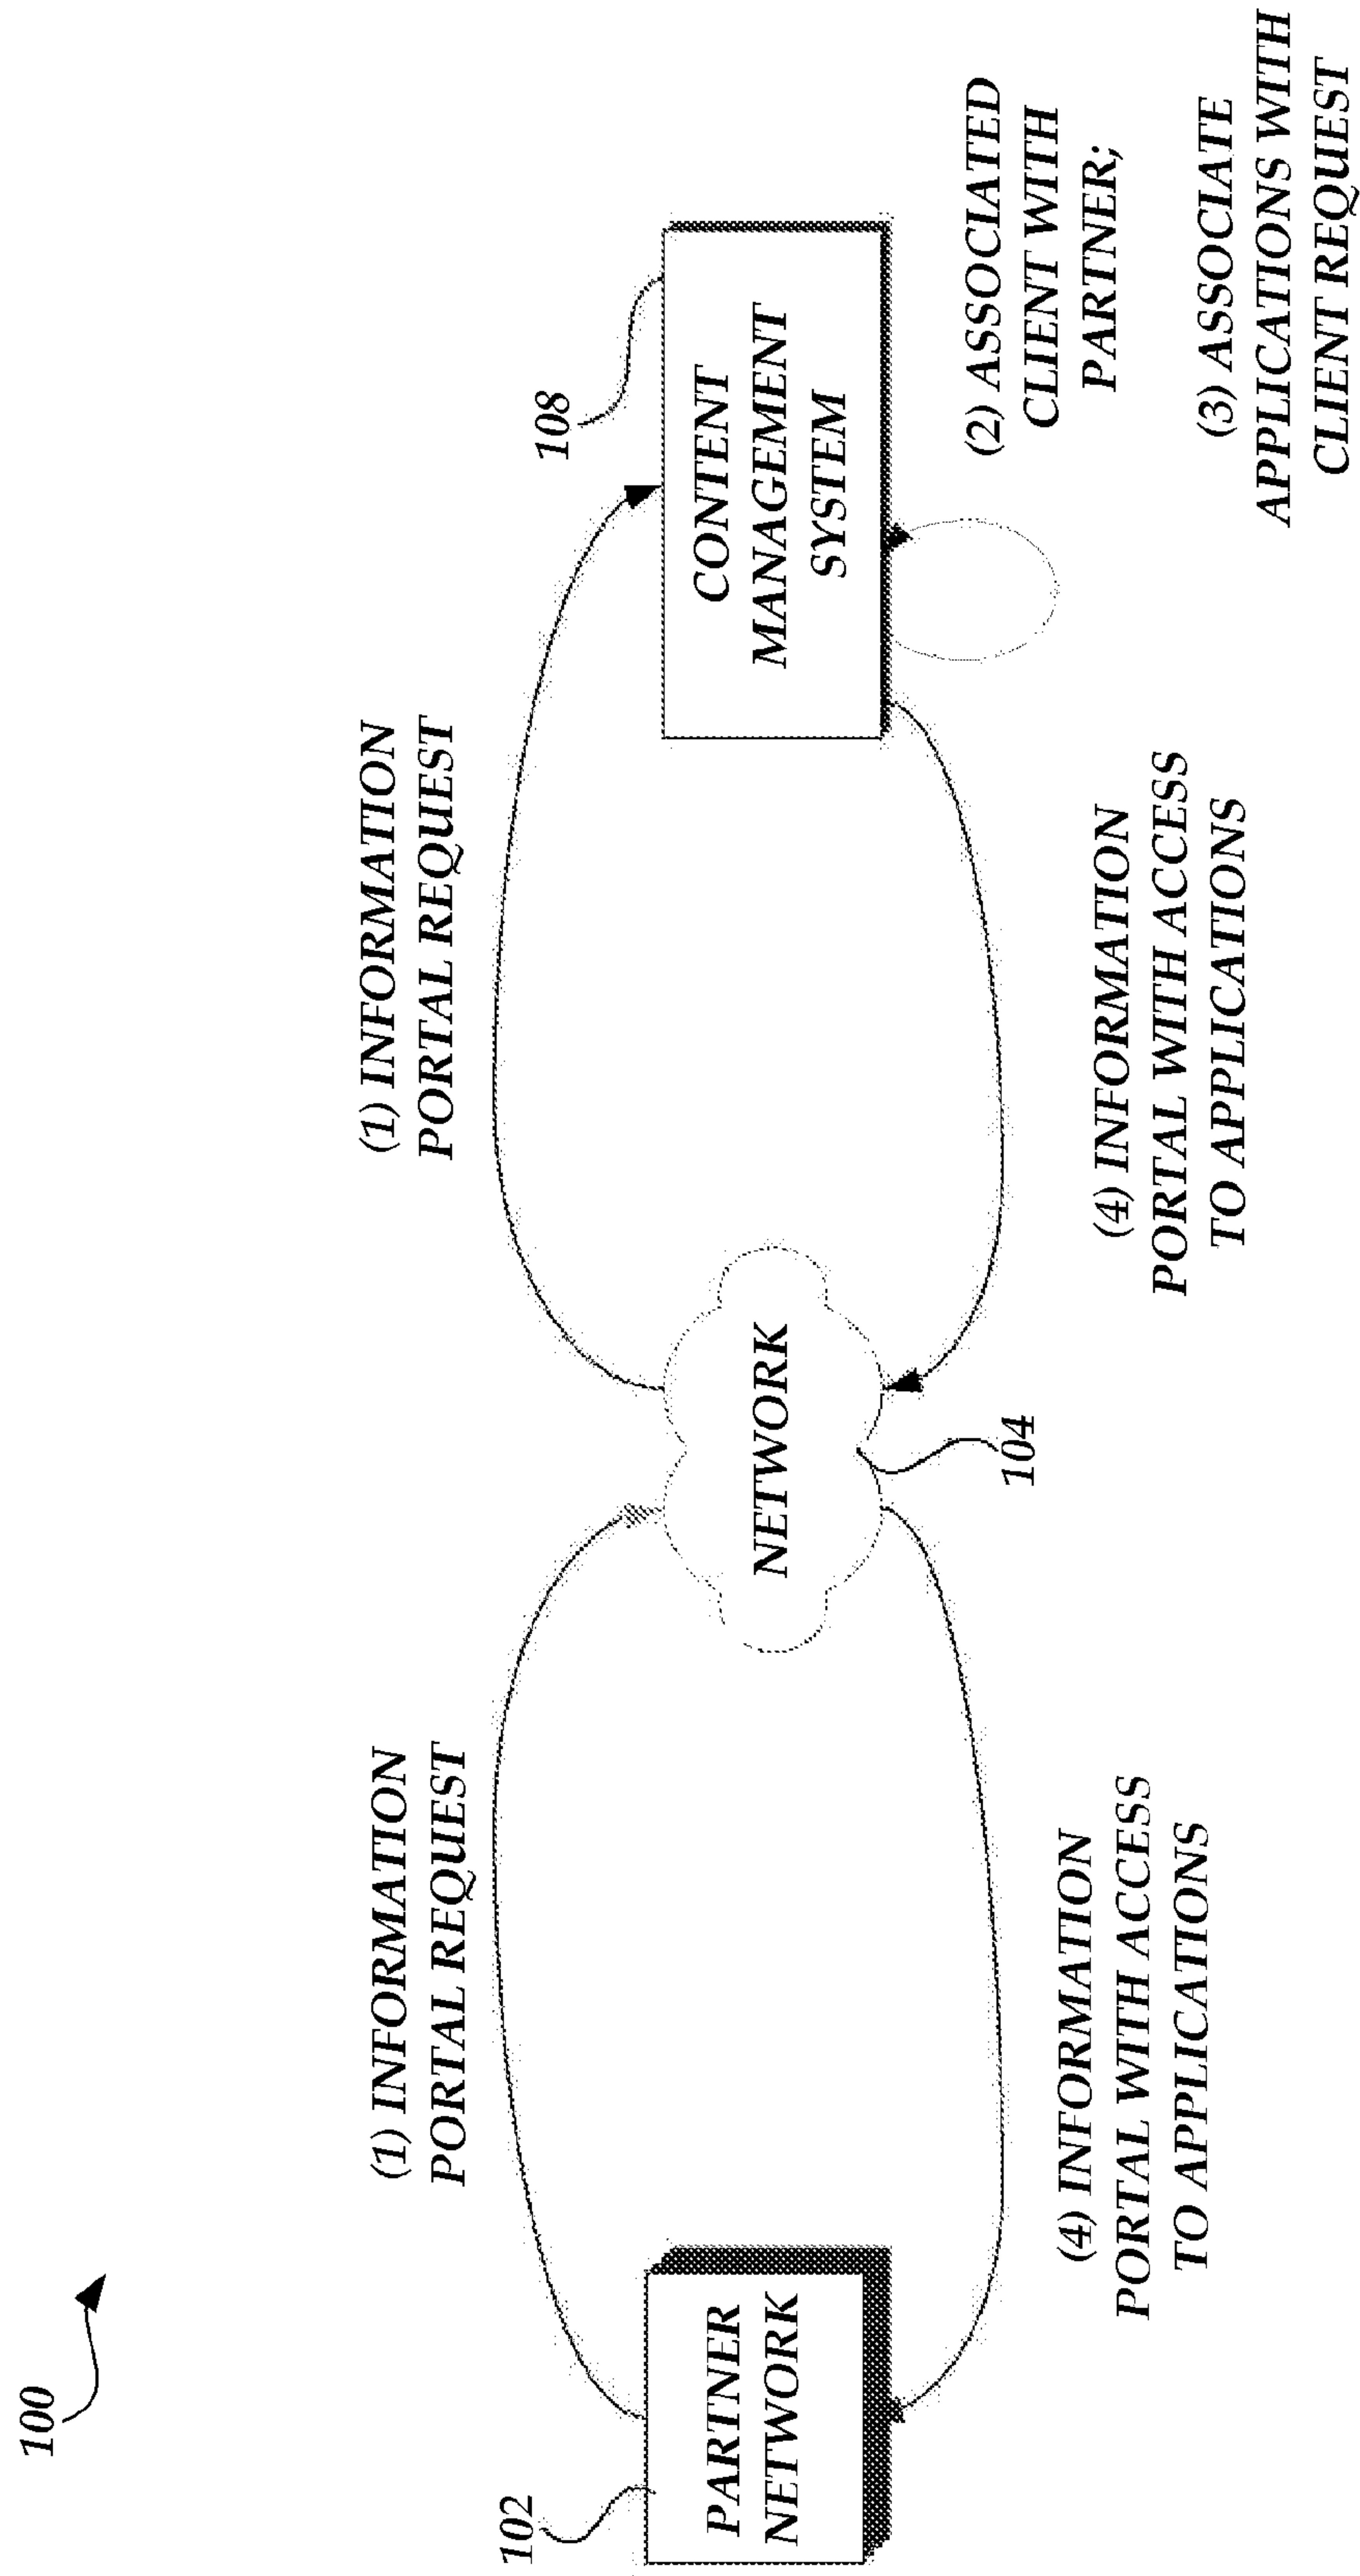 100
(1) INFORMATION
PORTAL REQUEST
(1) INFORMATION
PORTAL REQUEST
102
PARTNER
NETWORK
NETWORK
104
108
CONTENT
MANAGEMENT
SYSTEM
(4) INFORMATION
PORTAL WITH ACCESS
TO APPLICATIONS
(4) INFORMATION
PORTAL WITH ACCESS
TO APPLICATIONS
(2) ASSOCIATED
CLIENT WITH
PARTNER;
(3) ASSOCIATE
APPLICATIONS WITH
CLIENT REQUEST